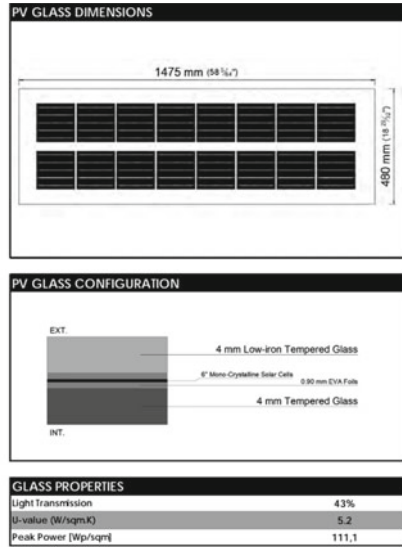 PV GLASS DIMENSIONS
1475 mm
480 mm
PV GLASS CONFIGURATION
EXT.
4 mm Low-iron Tempered Glass
6" Mono-Crystalline Solar Cells
0.90 mm EVA Foils
4 mm Tempered Glass
INT.
GLASS PROPERTIES
Light Transmission 43%
U-value (W/sqm.K) 5.2
Peak Power [Wp/sqm] 111,1